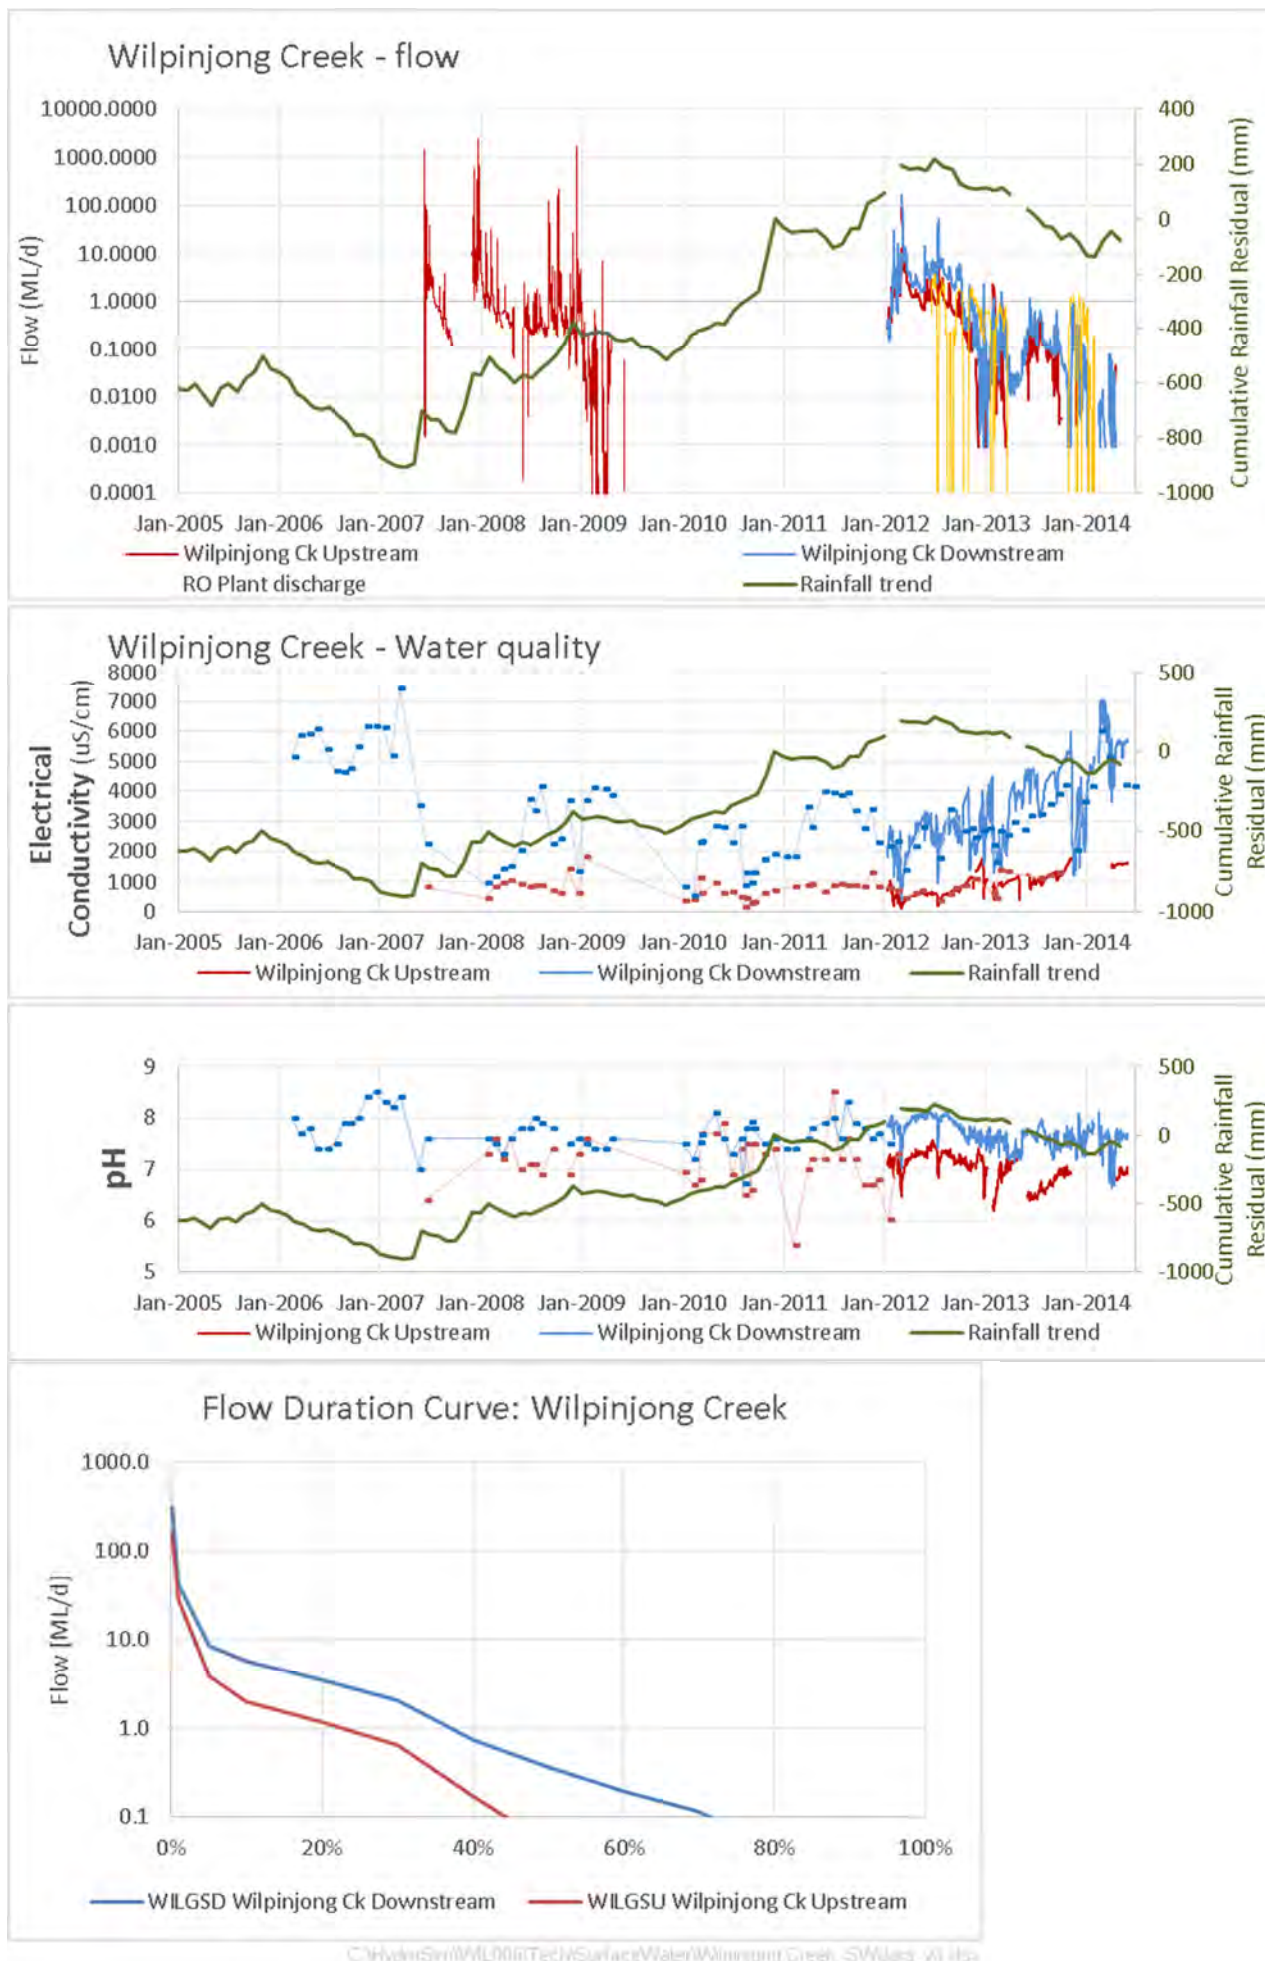 Wilpinjong Creek - flow
Flow (ML/d)
10000.0000
1000.0000
100.0000
10.0000
1.0000
0.1000
0.0100
0.0010
0.0001
400
200
0
-200
-400
-600
-800
-1000
Cumulative Rainfall Residual (mm)
Jan-2005 Jan-2006 Jan-2007 Jan-2008 Jan-2009 Jan-2010 Jan-2011 Jan-2012 Jan-2013 Jan-2014
Wilpinjong Ck Upstream Wilpinjong Ck Downstream
RO Plant discharge Rainfall trend
Wilpinjong Creek - Water quality
Electrical
Conductivity (uS/cm)
8000
7000
6000
5000
4000
3000
2000
1000
0
500
0
-500
-1000
Cumulative Rainfall
Residual (mm)
Jan-2005 Jan-2006 Jan-2007 Jan-2008 Jan-2009 Jan-2010 Jan-2011 Jan-2012 Jan-2013 Jan-2014
Wilpinjong Ck Upstream Wilpinjong Ck Downstream Rainfall trend
pH
9
8
7
6
5
500
0
-500
-1000
Cumulative Rainfall
Residual (mm)
Jan-2005 Jan-2006 Jan-2007 Jan-2008 Jan-2009 Jan-2010 Jan-2011 Jan-2012 Jan-2013 Jan-2014
Wilpinjong Ck Upstream Wilpinjong Ck Downstream Rainfall trend
Flow Duration Curve: Wilpinjong Creek
Flow [ML/d]
1000.0
100.0
10.0
1.0
0.1
0% 20% 40% 60% 80% 100%
WILGSD Wilpinjong Ck Downstream WILGSU Wilpinjong Ck Upstream